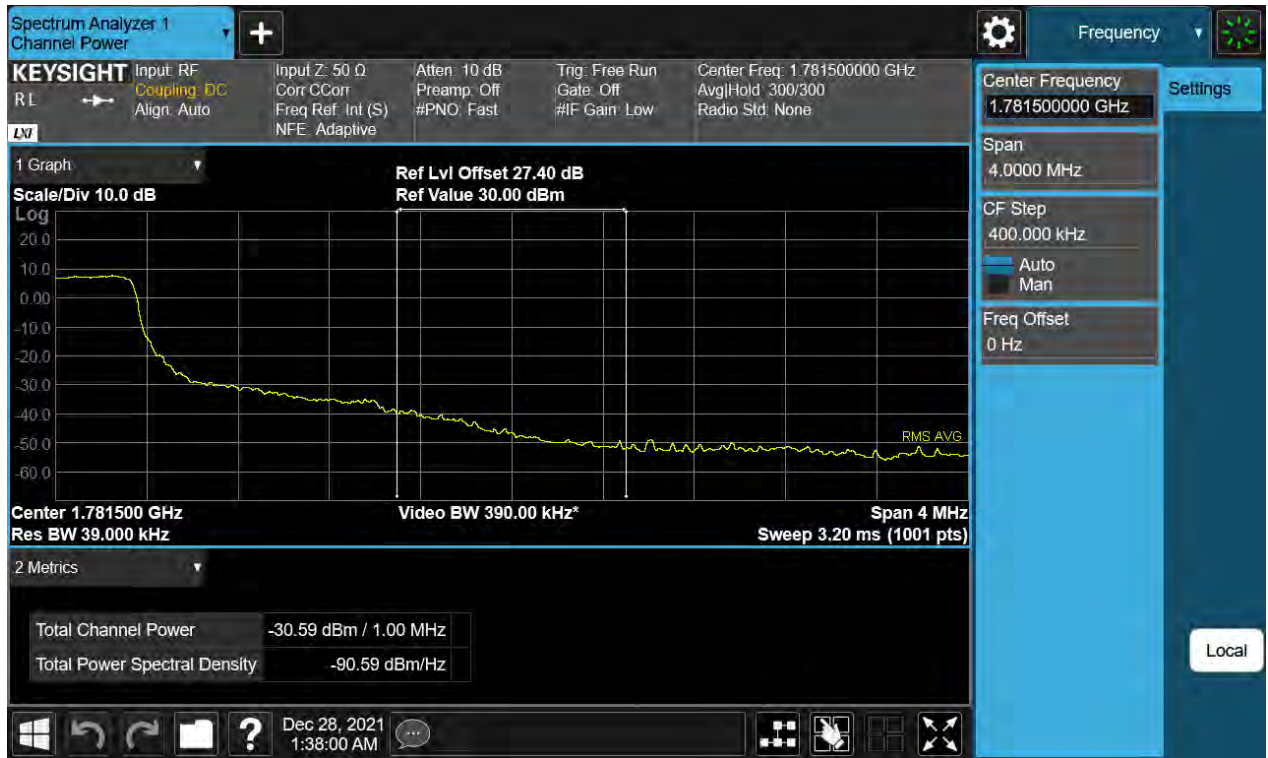 Spectrum Analyzer 1
Channel Power
+
Frequency
KEYSIGHT
RL
LXI
Input: RF
Coupling: DC
Align: Auto
Input Z: 50 Ω
Corr CCorr
Freq Ref: Int (S)
NFE: Adaptive
Atten: 10 dB
Preamp: Off
#PNO: Fast
Trig: Free Run
Gate: Off
#IF Gain: Low
Center Freq: 1.781500000 GHz
Avg|Hold: 300/300
Radio Std: None
1 Graph
Scale/Div 10.0 dB
Ref Lvl Offset 27.40 dB
Ref Value 30.00 dBm
Log
20.0
10.0
0.00
-10.0
-20.0
-30.0
-40.0
-50.0
-60.0
RMS AVG
Center 1.781500 GHz
Video BW 390.00 kHz*
Span 4 MHz
Res BW 39.000 kHz
Sweep 3.20 ms (1001 pts)
2 Metrics
Total Channel Power -30.59 dBm / 1.00 MHz
Total Power Spectral Density -90.59 dBm/Hz
?
Dec 28, 2021
1:38:00 AM
Center Frequency
1.781500000 GHz
Settings
Span
4.0000 MHz
CF Step
400.000 kHz
Auto
Man
Freq Offset
0 Hz
Local